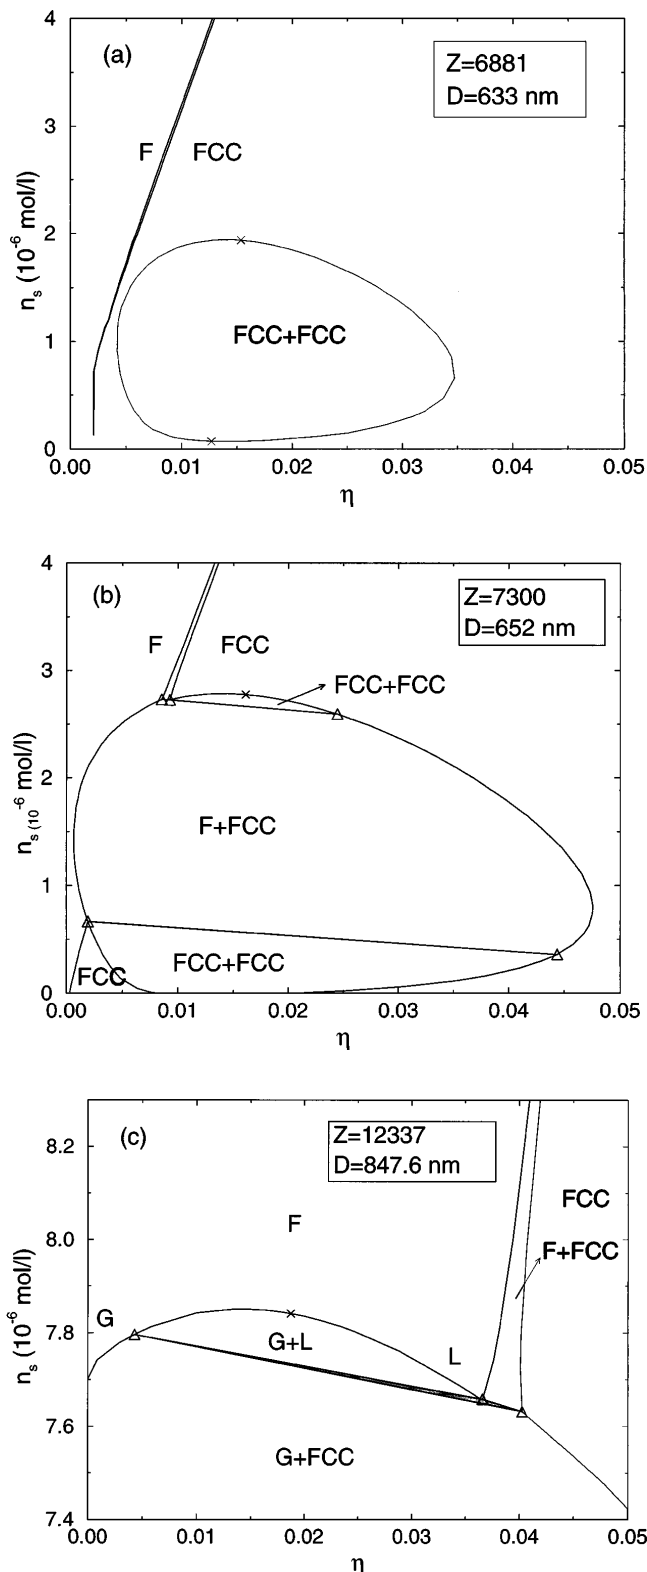 (a)
Z=6881
D=633 nm
F FCC
FCC+FCC
n_s (10^-6 mol/l)
4
3
2
1
0
0.00 0.01 0.02 0.03 0.04 0.05
η
(b)
Z=7300
D=652 nm
F FCC
FCC+FCC
F+FCC
FCC FCC+FCC
n_s (10^-6 mol/l)
4
3
2
1
0
0.00 0.01 0.02 0.03 0.04 0.05
η
(c)
Z=12337
D=847.6 nm
F FCC
F+FCC
G G+L L
G+FCC
n_s (10^-6 mol/l)
8.2
8.0
7.8
7.6
7.4
0.00 0.01 0.02 0.03 0.04 0.05
η